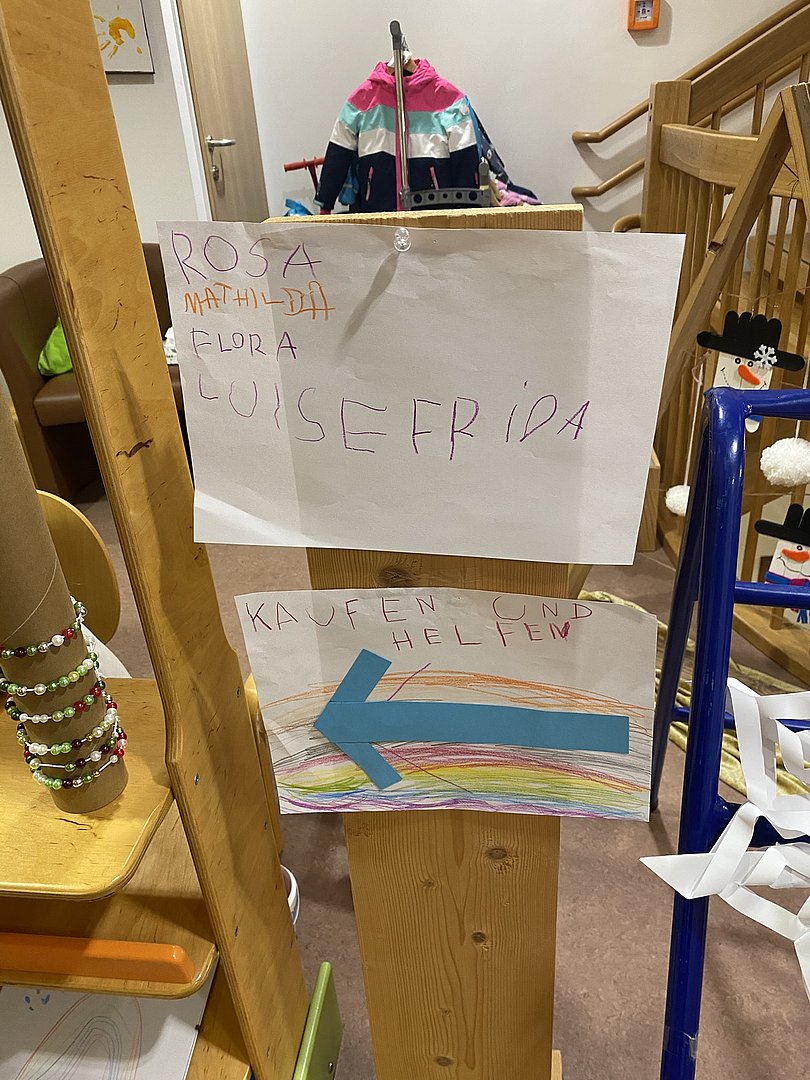 ROSA
MATHILDA
FLORA
LUISEFRIDA
KAUFEN UND
HELFEN